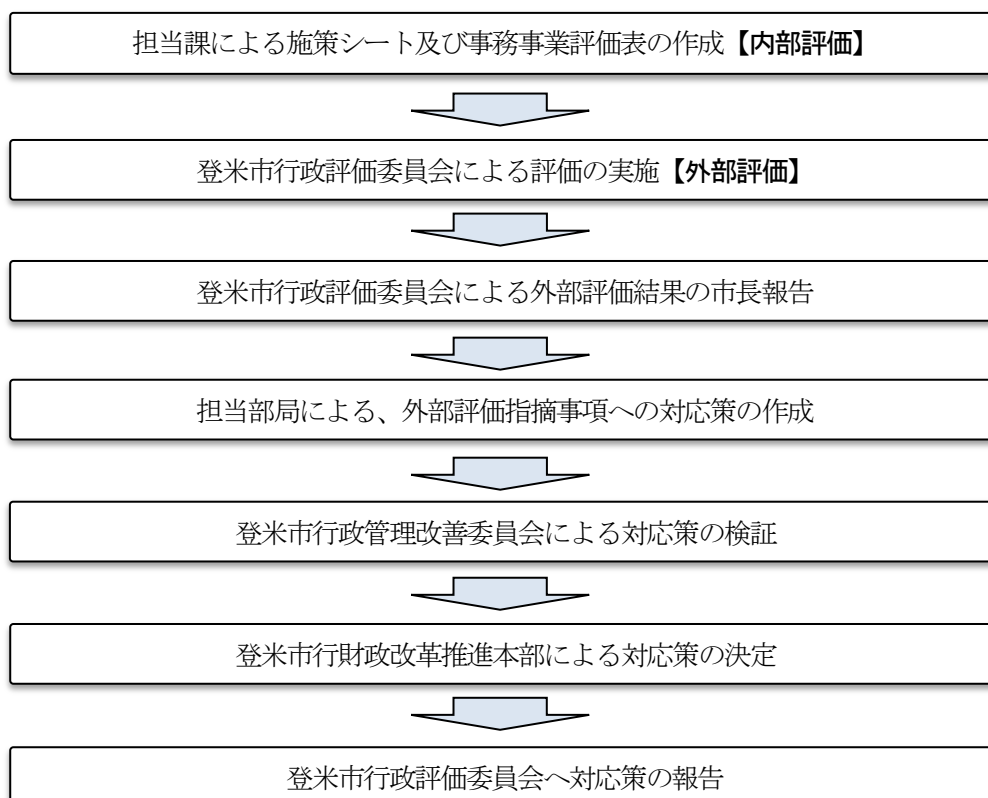 担当課による施策シート及び事務事業評価表の作成【内部評価】
登米市行政評価委員会による評価の実施【外部評価】
登米市行政評価委員会による外部評価結果の市長報告
担当部局による、外部評価指摘事項への対応策の作成
登米市行政管理改善委員会による対応策の検証
登米市行財政改革推進本部による対応策の決定
登米市行政評価委員会へ対応策の報告